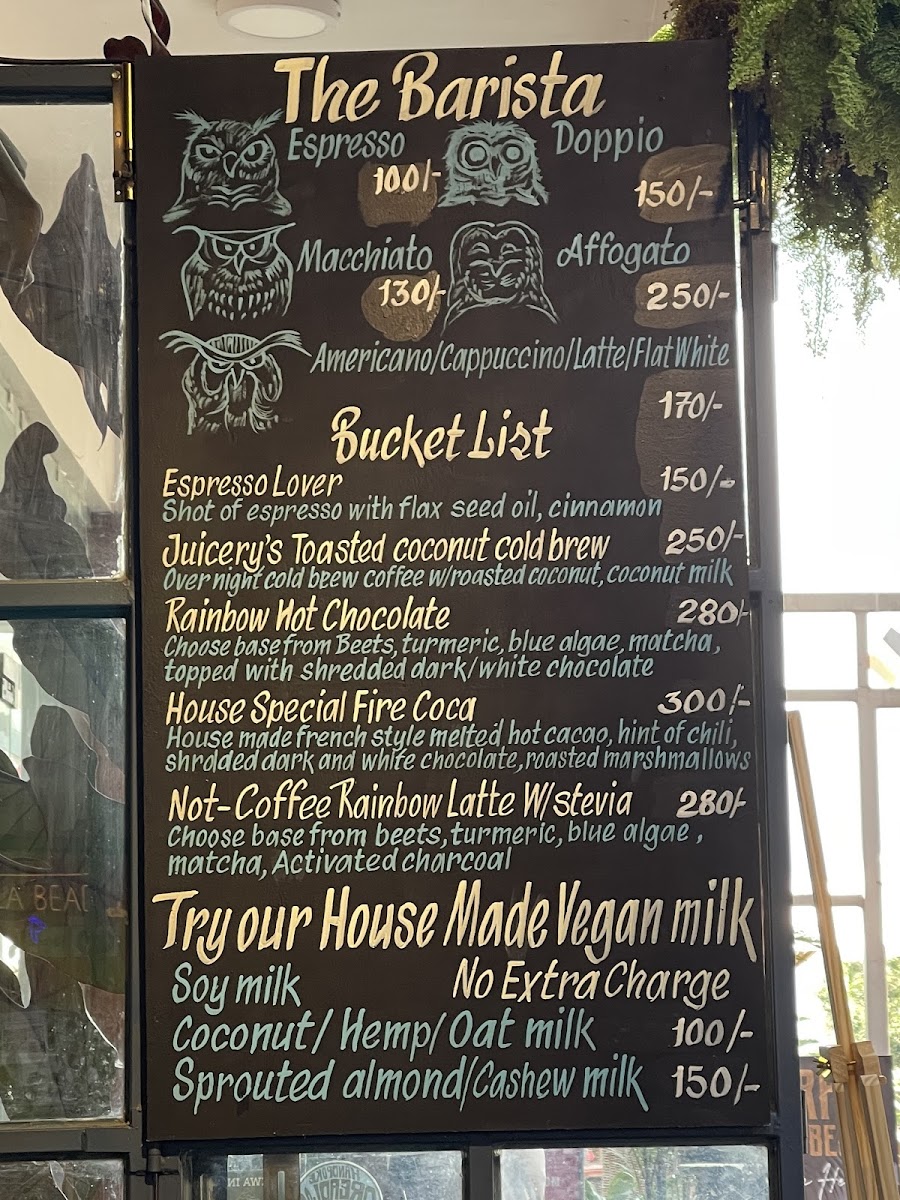 The Barista
Espresso
100/-
Doppio
150/-
Macchiato
130/-
Affogato
250/-
Americano/Cappuccino/Latte/Flat White
170/-
Bucket List
Espresso Lover 150/-
Shot of espresso with flax seed oil, cinnamon
Juicery's Toasted coconut cold brew 250/-
Over night cold brew coffee w/roasted coconut, coconut milk
Rainbow Hot Chocolate 280/-
Choose base from Beets, turmeric, blue algae, matcha,
topped with shredded dark/white chocolate
House Special Fire Coca 300/-
House made french style melted hot cacao, hint of chili,
shrdded dark and white chocolate, roasted marshmallows
Not-Coffee Rainbow Latte W/stevia 280/-
Choose base from beets, turmeric, blue algae,
matcha, Activated charcoal
Try our House Made Vegan milk
Soy milk No Extra Charge
Coconut/ Hemp/ Oat milk 100/-
Sprouted almond/Cashew milk 150/-